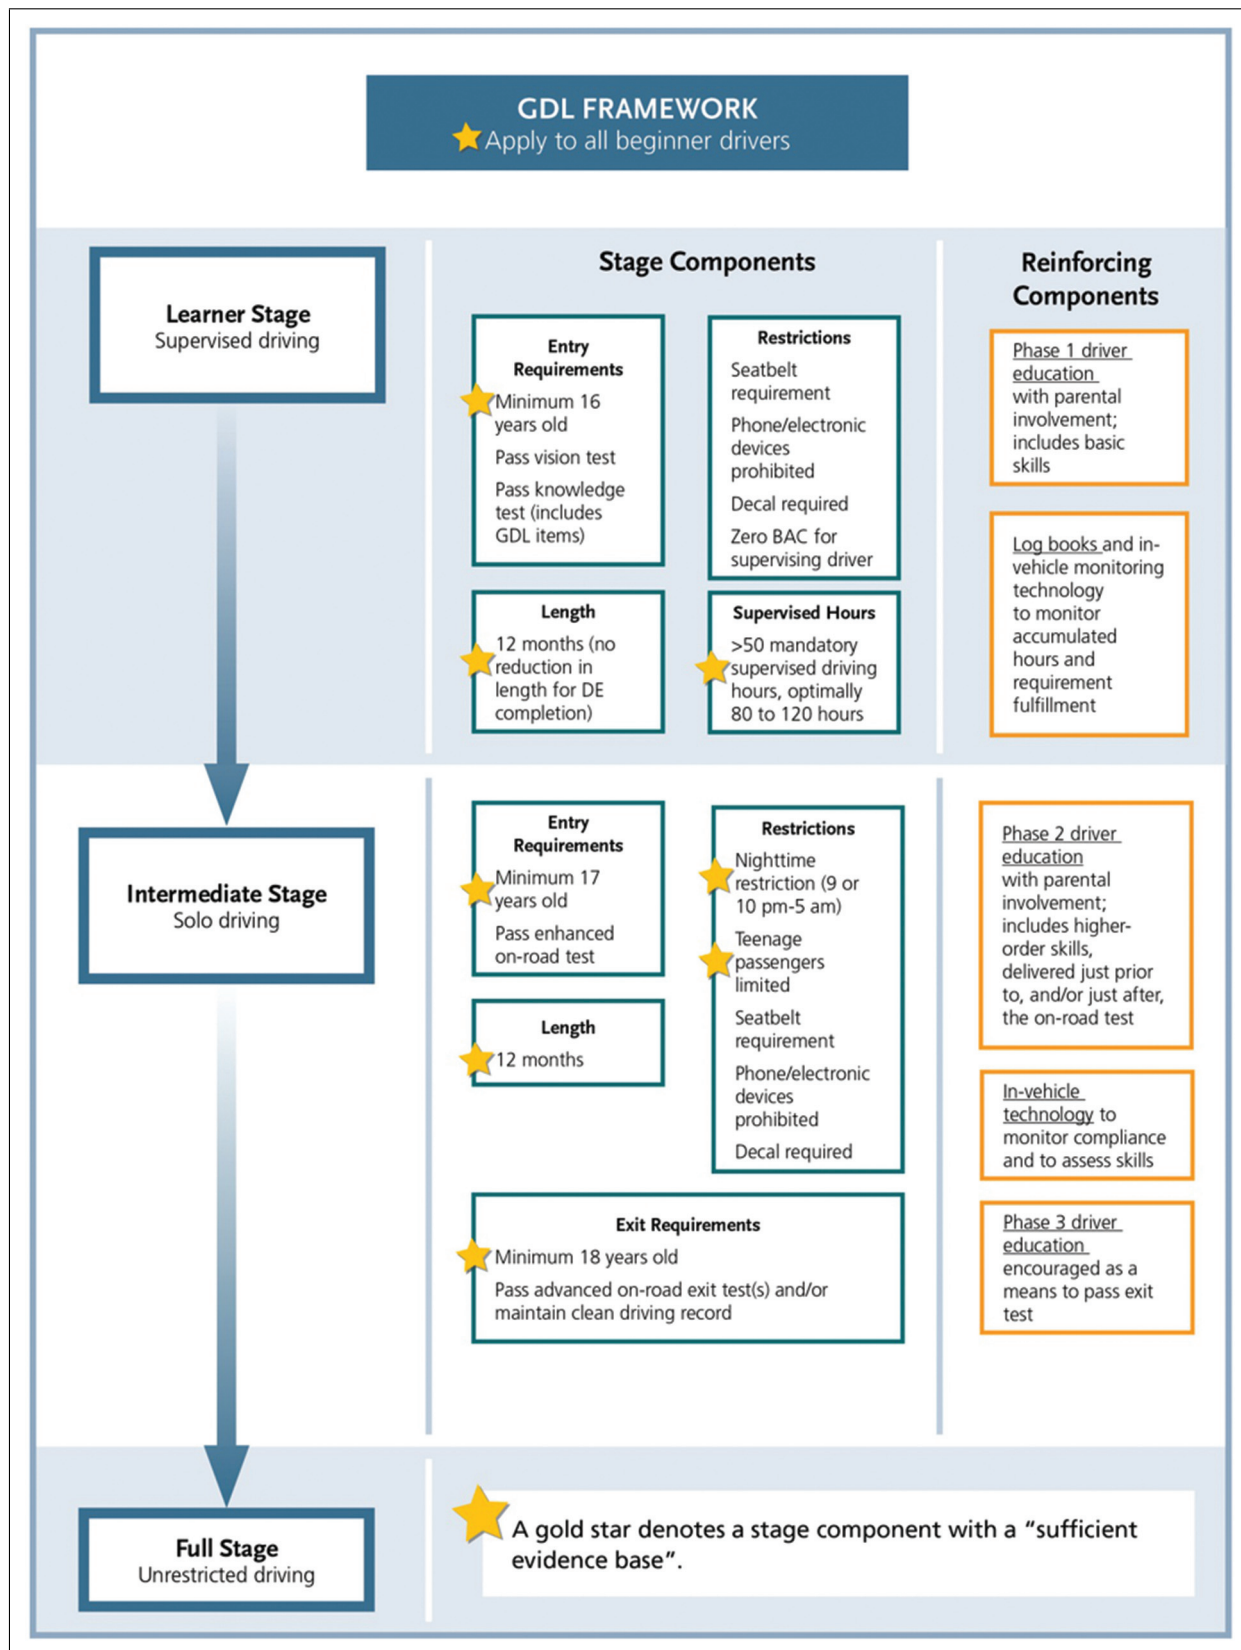 GDL FRAMEWORK
Apply to all beginner drivers
Learner Stage
Supervised driving
Stage Components
Entry
Requirements
Minimum 16
years old
Pass vision test
Pass knowledge
test (includes
GDL items)
Restrictions
Seatbelt
requirement
Phone/electronic
devices
prohibited
Decal required
Zero BAC for
supervising driver
Length
12 months (no
reduction in
length for DE
completion)
Supervised Hours
>50 mandatory
supervised driving
hours, optimally
80 to 120 hours
Reinforcing
Components
Phase 1 driver
education
with parental
involvement;
includes basic
skills
Log books and in-
vehicle monitoring
technology
to monitor
accumulated
hours and
requirement
fulfillment
Intermediate Stage
Solo driving
Entry
Requirements
Minimum 17
years old
Pass enhanced
on-road test
Length
12 months
Restrictions
Nighttime
restriction (9 or
10 pm-5 am)
Teenage
passengers
limited
Seatbelt
requirement
Phone/electronic
devices
prohibited
Decal required
Exit Requirements
Minimum 18 years old
Pass advanced on-road exit test(s) and/or
maintain clean driving record
Phase 2 driver
education
with parental
involvement;
includes higher-
order skills,
delivered just prior
to, and/or just after,
the on-road test
In-vehicle
technology to
monitor compliance
and to assess skills
Phase 3 driver
education
encouraged as a
means to pass exit
test
Full Stage
Unrestricted driving
A gold star denotes a stage component with a “sufficient
evidence base”.